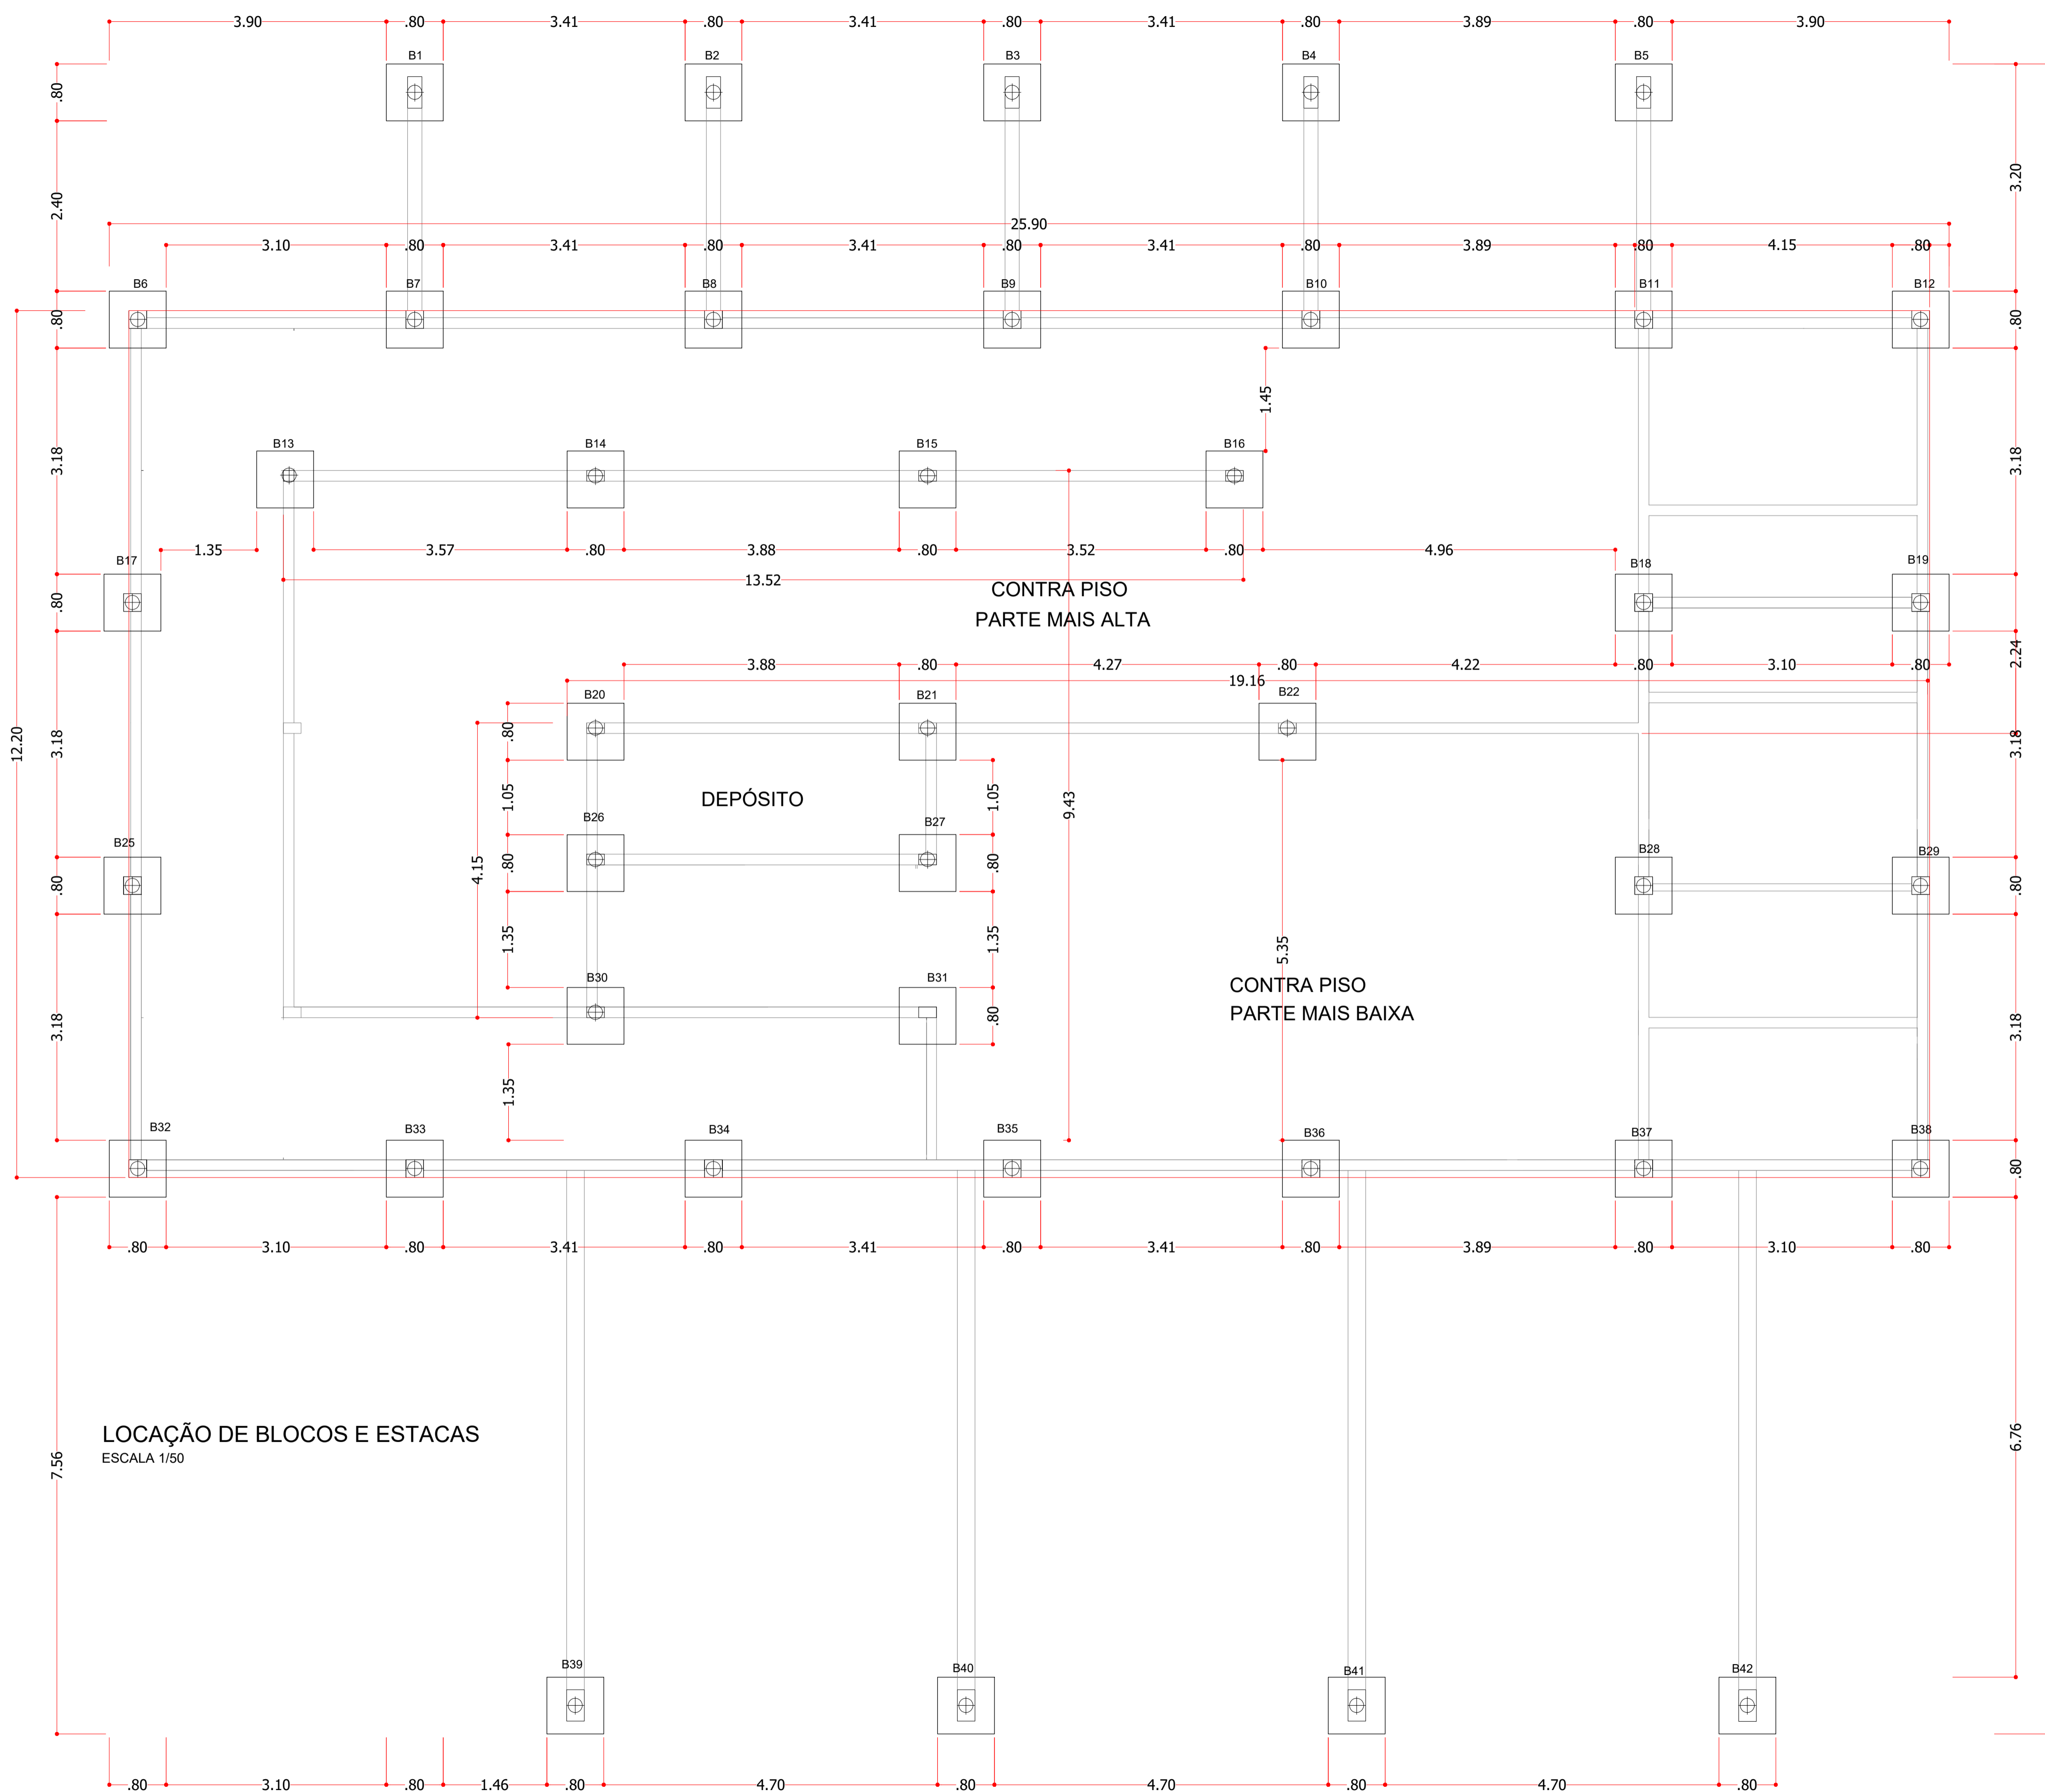 3.90 .80 3.41 .80 3.41 .80 3.41 .80 3.89 .80 3.90
B1 B2 B3 B4 B5
.80
2.40 3.20
25.90
3.10 .80 3.41 .80 3.41 .80 3.41 .80 3.89 .80 4.15 .80
B6 B7 B8 B9 B10 B11 B12
.80 .80
1.45
B13 B14 B15 B16
3.18 3.18
1.35 3.57 .80 3.88 .80 3.52 .80 4.96
B17 B18 B19
13.52
CONTRA PISO
PARTE MAIS ALTA
.80
2.24
3.88 .80 4.27 .80 4.22 .80 3.10 .80
19.16
B20 B21 B22
12.20 3.18 .80 3.18
DEPÓSITO
1.05 1.05 9.43
B26 B27
B25 B28 B29
.80 4.15 .80 .80 .80
1.35 1.35 5.35
B30 B31
CONTRA PISO
PARTE MAIS BAIXA
3.18 .80 3.18
1.35
B32 B33 B34 B35 B36 B37 B38
.80
.80 3.10 .80 3.41 .80 3.41 .80 3.41 .80 3.89 .80 3.10 .80
LOCAÇÃO DE BLOCOS E ESTACAS
ESCALA 1/50
7.56 6.76
B39 B40 B41 B42
.80 3.10 .80 1.46 .80 4.70 .80 4.70 .80 4.70 .80